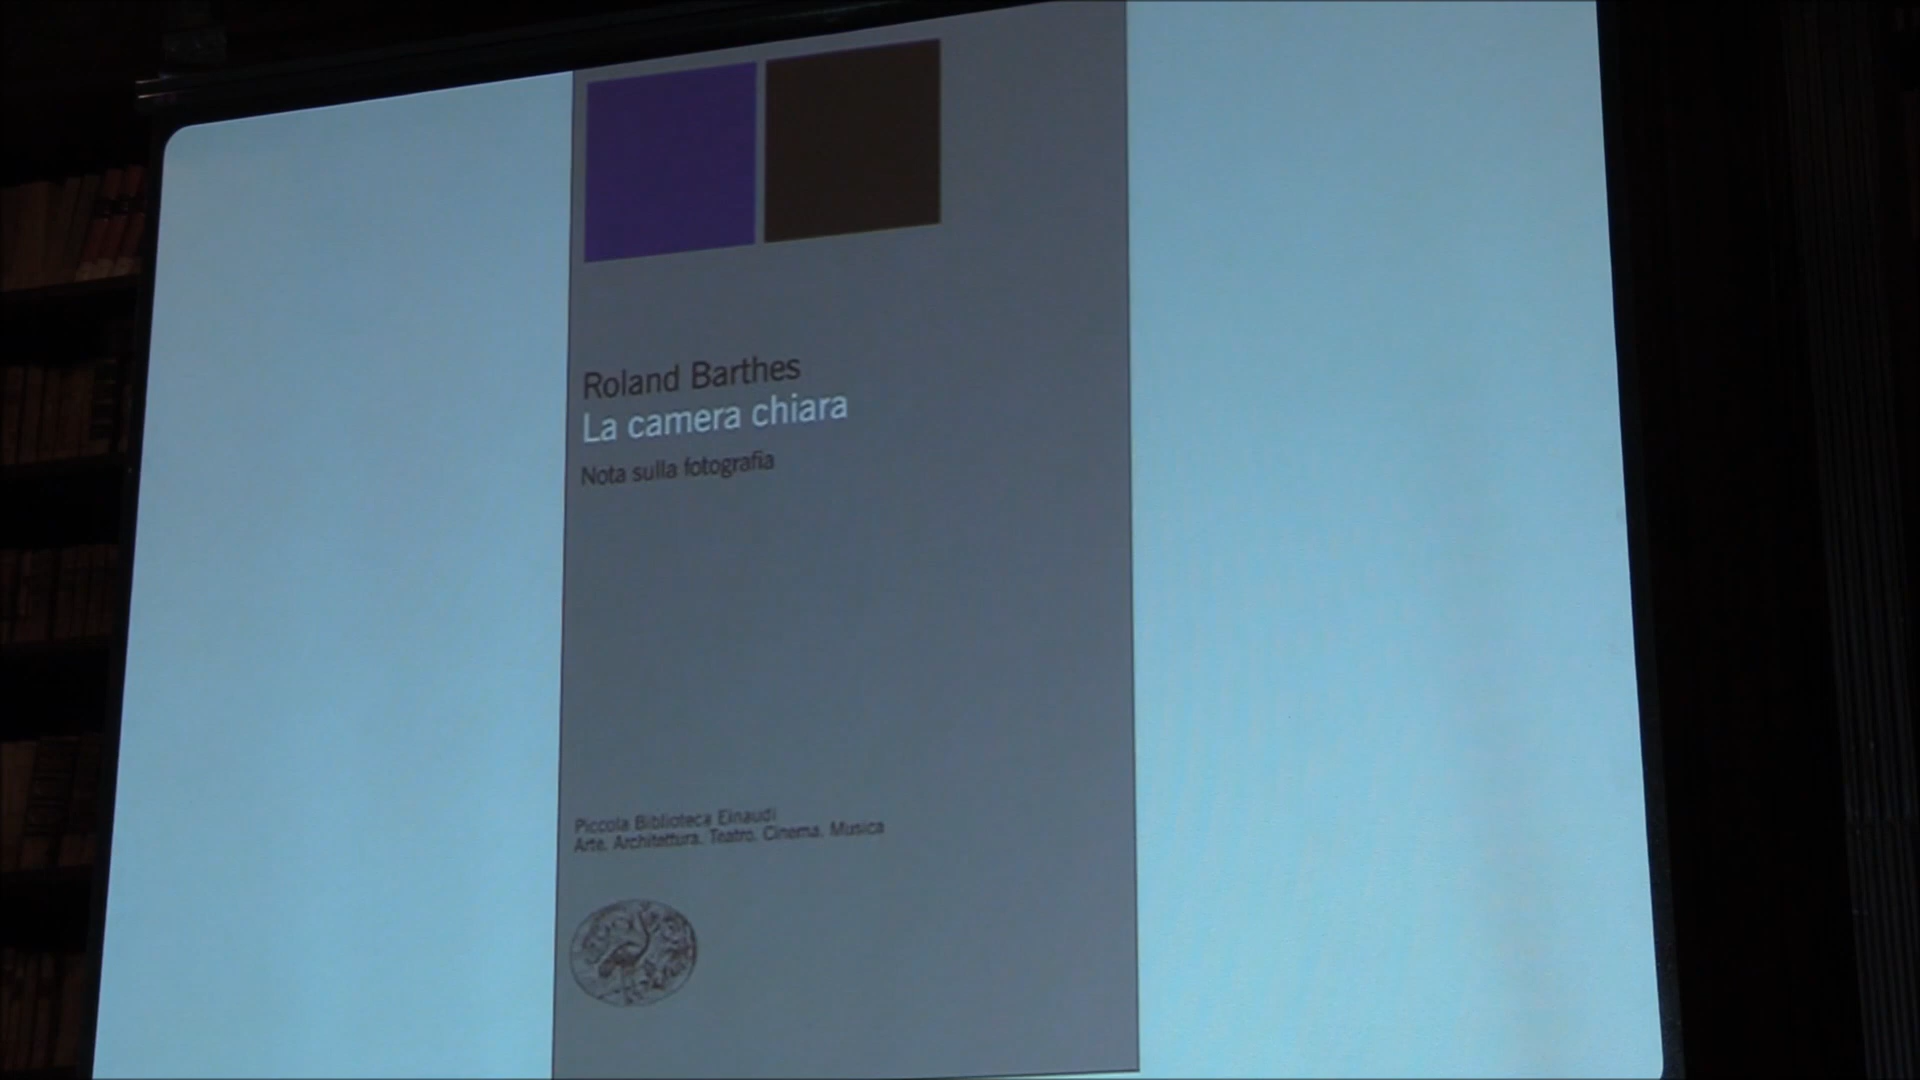 Roland Barthes
La camera chiara
Nota sulla fotografia
Piccola Biblioteca Einaudi
Arte. Architettura. Teatro. Cinema. Musica